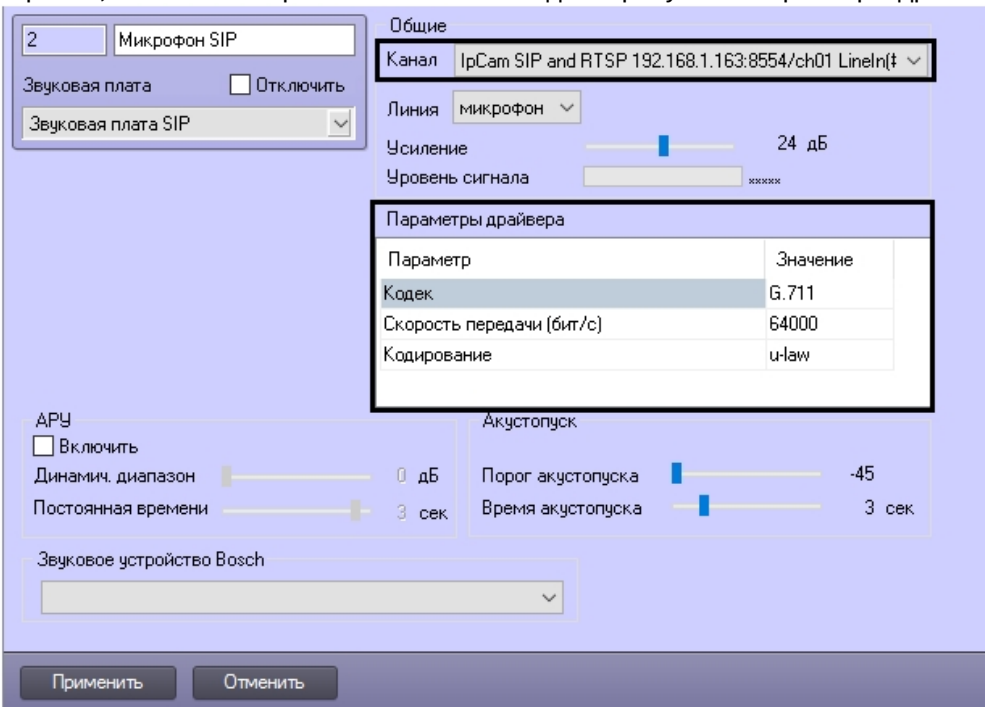 2 Микрофон SIP
Звуковая плата Отключить
Звуковая плата SIP
Общие
Канал IpCam SIP and RTSP 192.168.1.163:8554/ch01 LineIn(
Линия микрофон
Усиление 24 дБ
Уровень сигнала xxxxx
Параметры драйвера
Параметр Значение
Кодек G.711
Скорость передачи (бит/с) 64000
Кодирование u-law
АРУ
Включить
Динамич. диапазон 0 дБ
Постоянная времени 3 сек
Акустопуск
Порог акустопуска -45
Время акустопуска 3 сек
Звуковое устройство Bosch
Применить Отменить